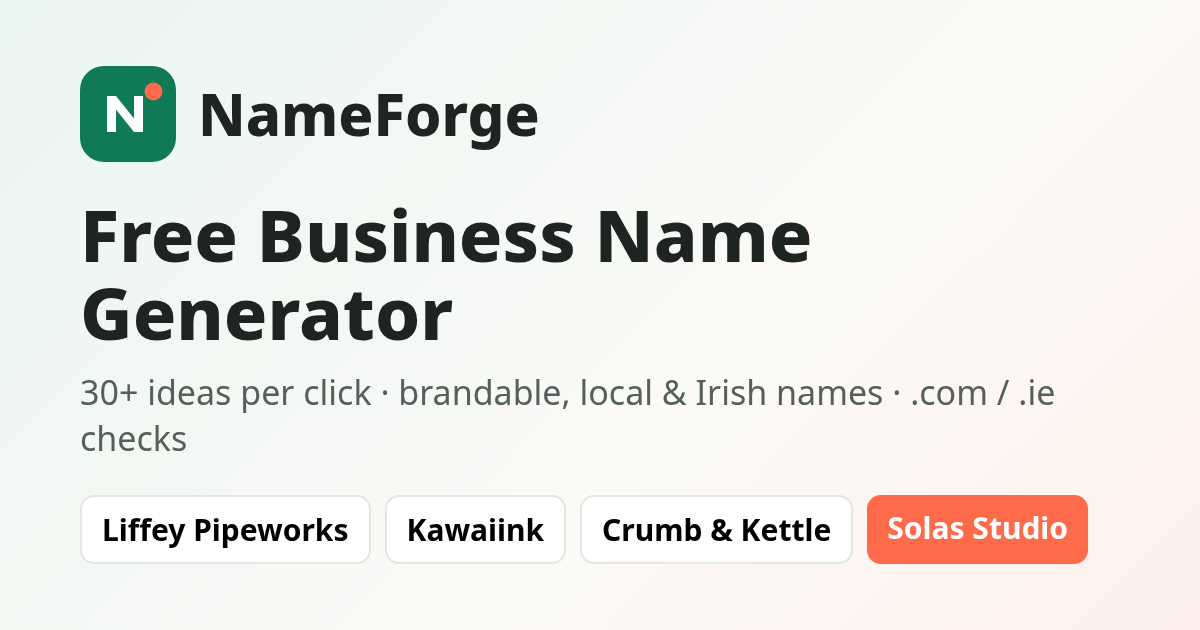 N
NameForge
Free Business Name
Generator
30+ ideas per click · brandable, local & Irish names · .com / .ie
checks
Liffey Pipeworks
Kawaiink
Crumb & Kettle
Solas Studio